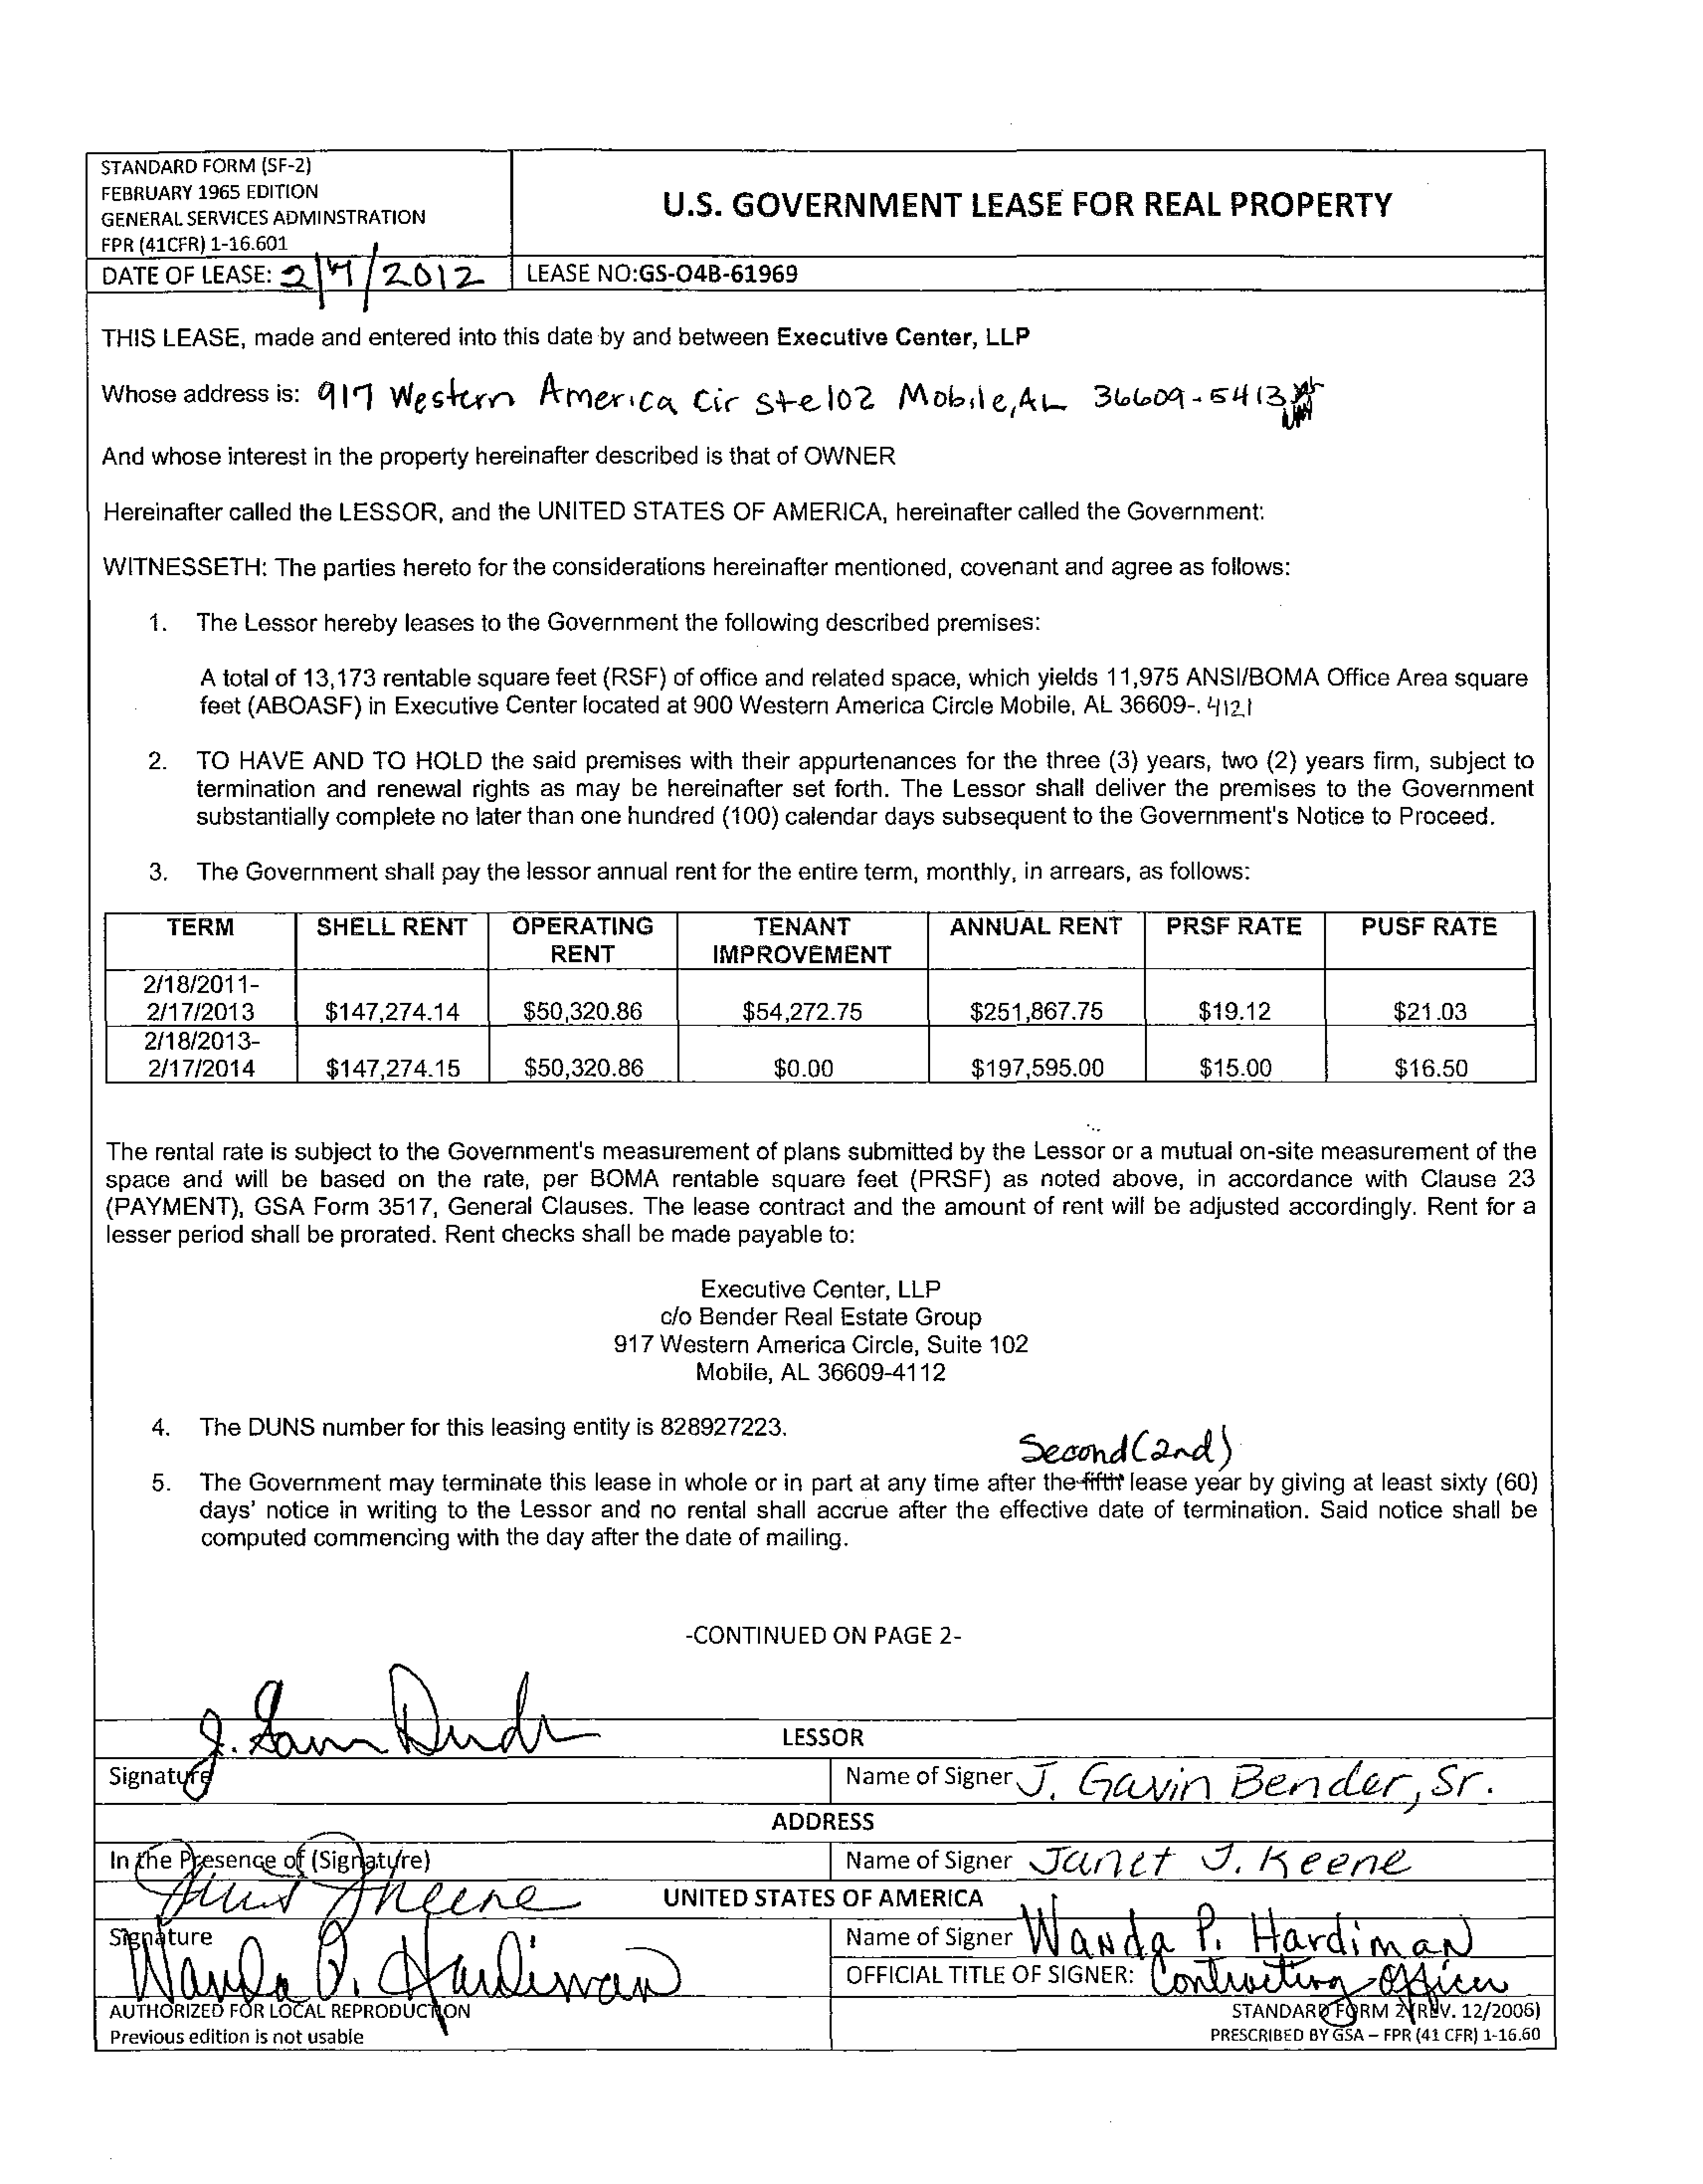 STANDARD FORM (SF-2)
FEBRUARY 1965 EDITION
GENERAL SERVICES ADMINSTRATION
FPR (41CFR) 1-16.601
U.S. GOVERNMENT LEASE FOR REAL PROPERTY
DATE OF LEASE: 2/4/2012
LEASE NO:GS-O4B-61969
THIS LEASE, made and entered into this date by and between Executive Center, LLP
Whose address is: 917 Western America Cir Ste 102 Mobile, AL 36609-5413
And whose interest in the property hereinafter described is that of OWNER
Hereinafter called the LESSOR, and the UNITED STATES OF AMERICA, hereinafter called the Government:
WITNESSETH: The parties hereto for the considerations hereinafter mentioned, covenant and agree as follows:
1. The Lessor hereby leases to the Government the following described premises:
A total of 13,173 rentable square feet (RSF) of office and related space, which yields 11,975 ANSI/BOMA Office Area square
feet (ABOASF) in Executive Center located at 900 Western America Circle Mobile, AL 36609-. 4121
2. TO HAVE AND TO HOLD the said premises with their appurtenances for the three (3) years, two (2) years firm, subject to
termination and renewal rights as may be hereinafter set forth. The Lessor shall deliver the premises to the Government
substantially complete no later than one hundred (100) calendar days subsequent to the Government's Notice to Proceed.
3. The Government shall pay the lessor annual rent for the entire term, monthly, in arrears, as follows:
TERM SHELL RENT OPERATING RENT TENANT IMPROVEMENT ANNUAL RENT PRSF RATE PUSF RATE
2/18/2011-
2/17/2013 $147,274.14 $50,320.86 $54,272.75 $251,867.75 $19.12 $21.03
2/18/2013-
2/17/2014 $147,274.15 $50,320.86 $0.00 $197,595.00 $15.00 $16.50
The rental rate is subject to the Government's measurement of plans submitted by the Lessor or a mutual on-site measurement of the
space and will be based on the rate, per BOMA rentable square feet (PRSF) as noted above, in accordance with Clause 23
(PAYMENT), GSA Form 3517, General Clauses. The lease contract and the amount of rent will be adjusted accordingly. Rent for a
lesser period shall be prorated. Rent checks shall be made payable to:
Executive Center, LLP
c/o Bender Real Estate Group
917 Western America Circle, Suite 102
Mobile, AL 36609-4112
4. The DUNS number for this leasing entity is 828927223.
Second (2nd)
5. The Government may terminate this lease in whole or in part at any time after the fifth lease year by giving at least sixty (60)
days' notice in writing to the Lessor and no rental shall accrue after the effective date of termination. Said notice shall be
computed commencing with the day after the date of mailing.
-CONTINUED ON PAGE 2-
LESSOR
Signature
Name of Signer J. Gavin Bender, Sr.
ADDRESS
In the Presence of (Signature)
Name of Signer Janet J. Keene
UNITED STATES OF AMERICA
Signature Wanda P. Hardiman
Name of Signer Wanda P. Hardiman
OFFICIAL TITLE OF SIGNER: Contracting Officer
AUTHORIZED FOR LOCAL REPRODUCTION
Previous edition is not usable
STANDARD FORM 2 (REV. 12/2006)
PRESCRIBED BY GSA – FPR (41 CFR) 1-16.60